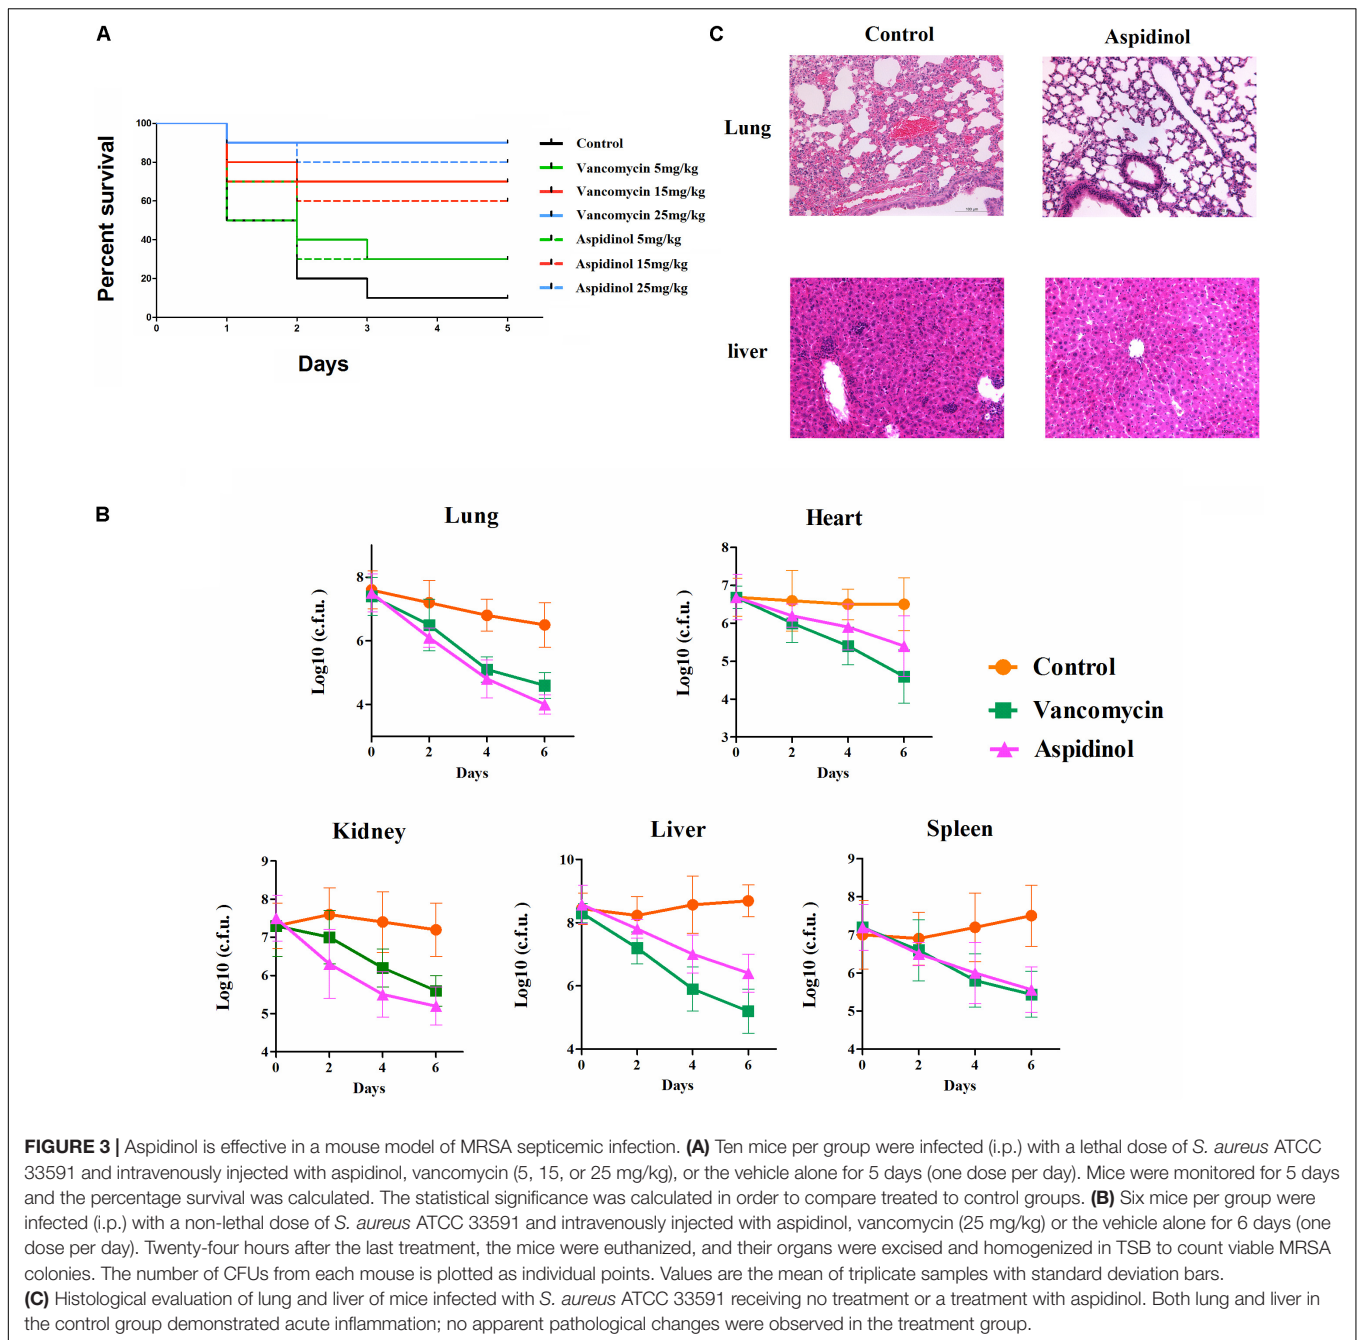 A
Percent survival
100
80
60
40
20
0
0 1 2 3 4 5
Days
Control
Vancomycin 5mg/kg
Vancomycin 15mg/kg
Vancomycin 25mg/kg
Aspidinol 5mg/kg
Aspidinol 15mg/kg
Aspidinol 25mg/kg
C
Control Aspidinol
Lung
liver
B
Lung
Log10 (c.f.u. )
8
6
4
0 2 4 6
Days
Heart
Log10 (c.f.u. )
8
7
6
5
4
3
0 2 4 6
Days
Control
Vancomycin
Aspidinol
Kidney
Log10 (c.f.u. )
9
8
7
6
5
4
0 2 4 6
Days
Liver
Log10 (c.f.u. )
10
8
6
4
0 2 4 6
Days
Spleen
Log10 (c.f.u. )
9
8
7
6
5
4
0 2 4 6
Days
FIGURE 3 | Aspidinol is effective in a mouse model of MRSA septicemic infection. (A) Ten mice per group were infected (i.p.) with a lethal dose of S. aureus ATCC
33591 and intravenously injected with aspidinol, vancomycin (5, 15, or 25 mg/kg), or the vehicle alone for 5 days (one dose per day). Mice were monitored for 5 days
and the percentage survival was calculated. The statistical significance was calculated in order to compare treated to control groups. (B) Six mice per group were
infected (i.p.) with a non-lethal dose of S. aureus ATCC 33591 and intravenously injected with aspidinol, vancomycin (25 mg/kg) or the vehicle alone for 6 days (one
dose per day). Twenty-four hours after the last treatment, the mice were euthanized, and their organs were excised and homogenized in TSB to count viable MRSA
colonies. The number of CFUs from each mouse is plotted as individual points. Values are the mean of triplicate samples with standard deviation bars.
(C) Histological evaluation of lung and liver of mice infected with S. aureus ATCC 33591 receiving no treatment or a treatment with aspidinol. Both lung and liver in
the control group demonstrated acute inflammation; no apparent pathological changes were observed in the treatment group.